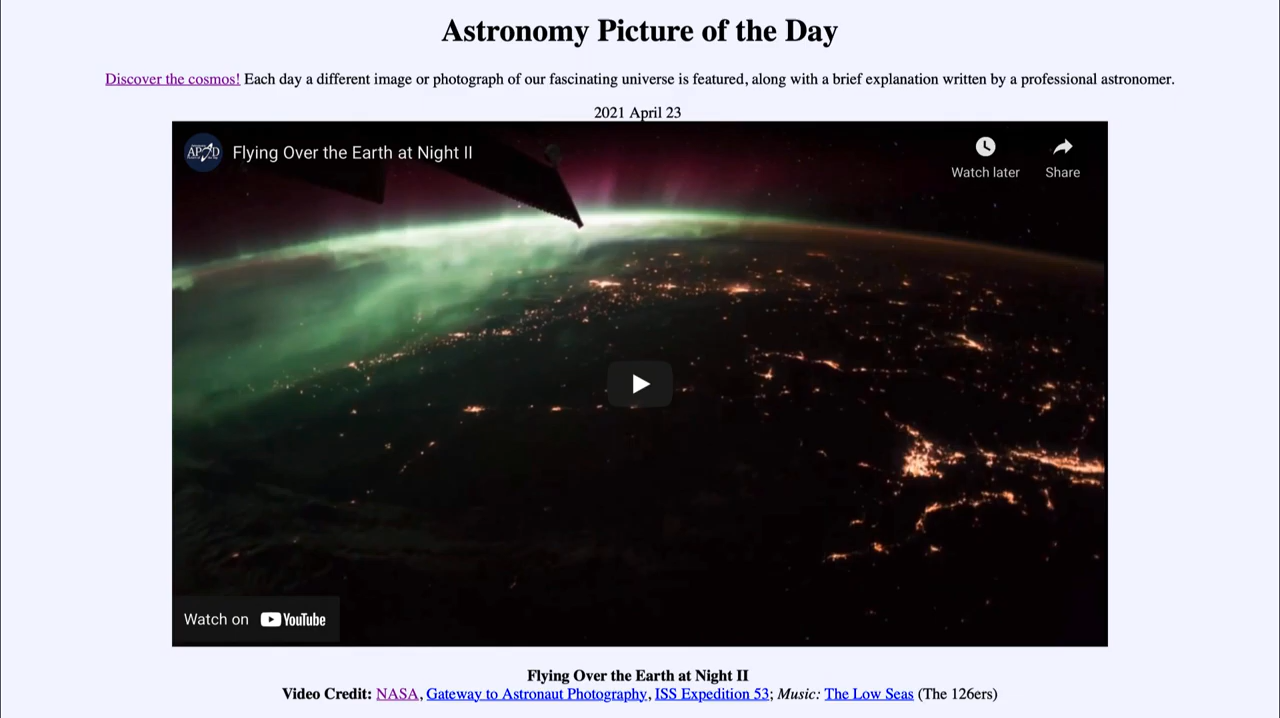 Astronomy Picture of the Day
Discover the cosmos! Each day a different image or photograph of our fascinating universe is featured, along with a brief explanation written by a professional astronomer.
2021 April 23
APOD Flying Over the Earth at Night II
Watch later Share
Watch on YouTube
Flying Over the Earth at Night II
Video Credit: NASA, Gateway to Astronaut Photography, ISS Expedition 53; Music: The Low Seas (The 126ers)